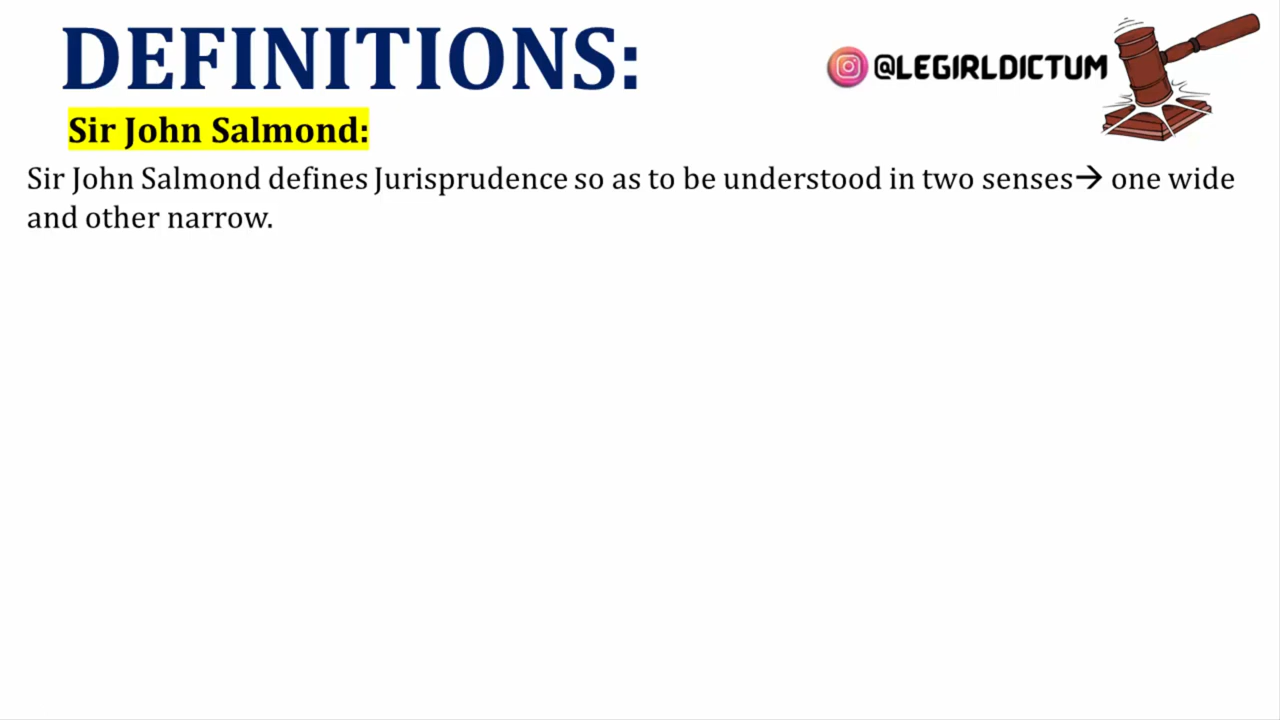 DEFINITIONS:
@LEGIRLDICTUM
Sir John Salmond:
Sir John Salmond defines Jurisprudence so as to be understood in two senses→ one wide
and other narrow.